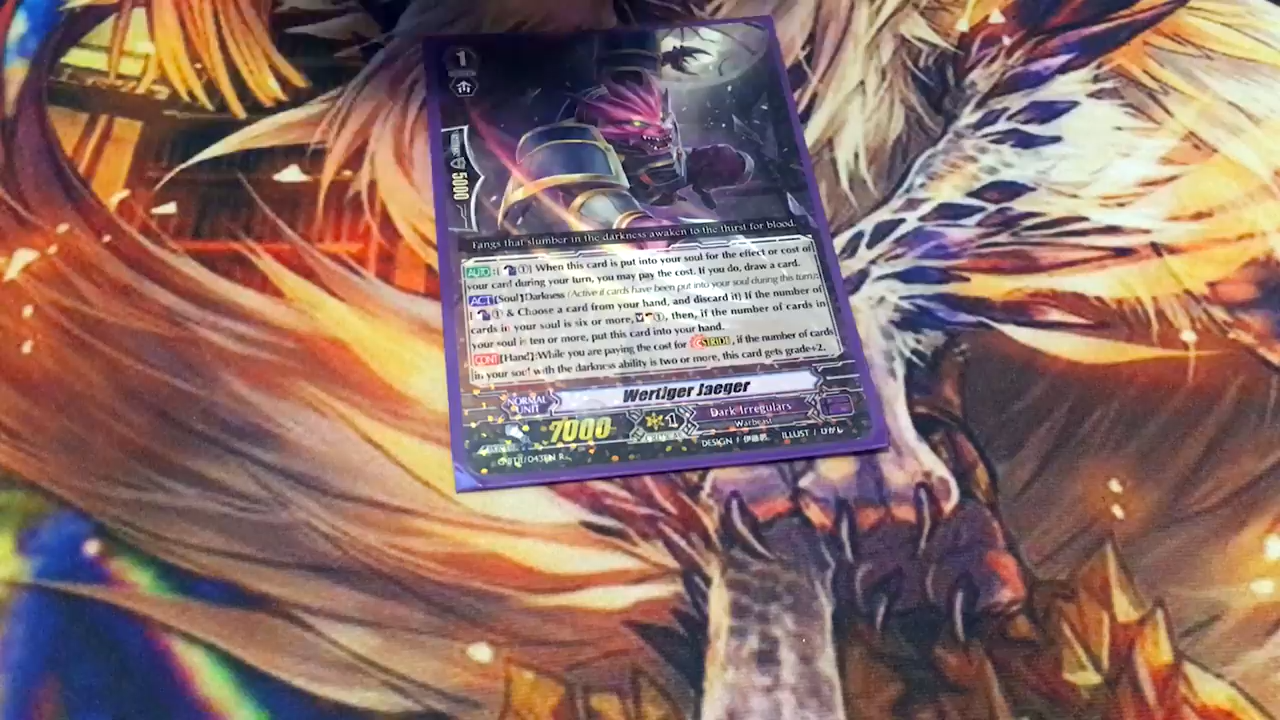 1
5000
Fangs that slumber in the darkness awaken to the thirst for blood.
AUTO:[ ①] When this card is put into your soul for the effect or cost of
your card during your turn, you may pay the cost. If you do, draw a card.
ACT[Soul]:Darkness (Active if cards have been put into your soul during this turn.):
[ ① & Choose a card from your hand, and discard it] If the number of
cards in your soul is six or more, ①, then, if the number of cards in
your soul is ten or more, put this card into your hand.
CONT[Hand]:While you are paying the cost for STRIDE, if the number of cards
in your soul with the darkness ability is two or more, this card gets grade+2.
Wertiger Jaeger
NORMAL
UNIT
7000
1
CRITICAL
Dark Irregulars
Warbeast
DESIGN / 伊藤彰 ILLUST / ひがし